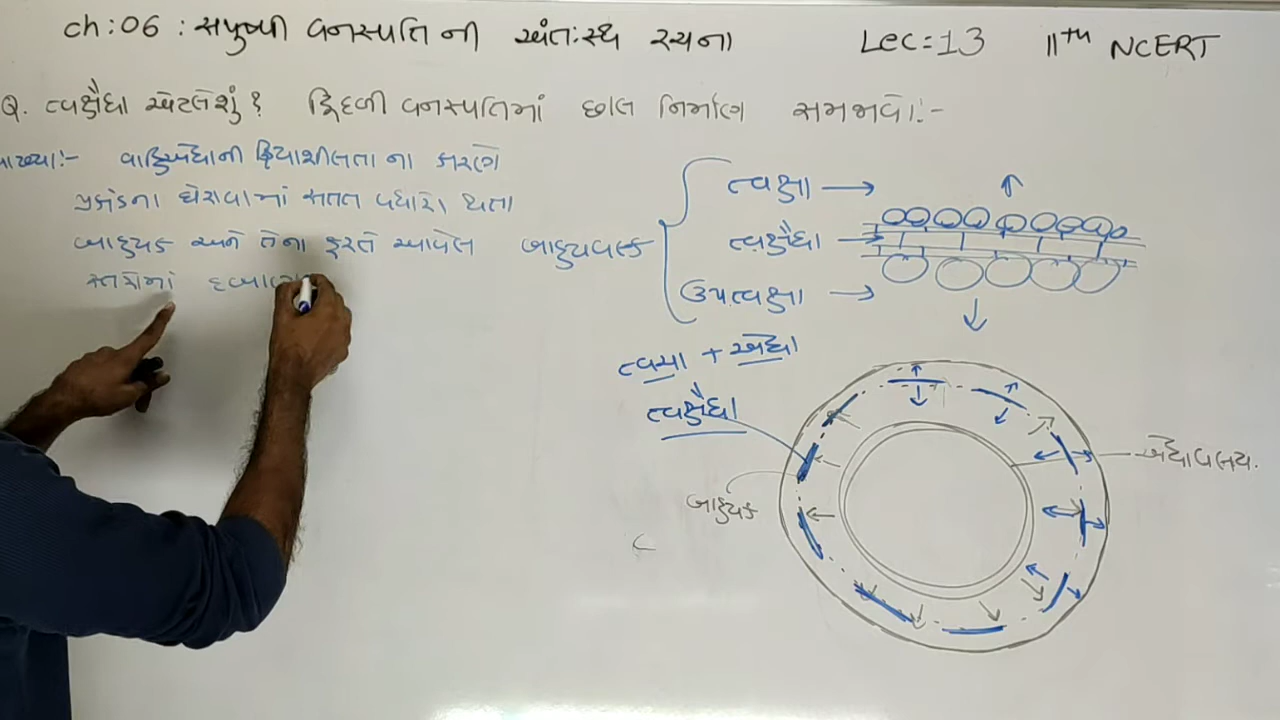 ch:06 : સપુષ્પી વનસ્પતિ ની અંત:સ્થ રચના Lec=13 11th NCERT
Q. ત્વક્ષૈધા એટલેશું? દ્વિદળી વનસ્પતિમાં છાલ નિર્માણ સમજાવો:-
વાહિએધાની ક્રિયાશીલતા ના કારણે
પ્રકાંડના ઘેરાવામાં સતત વધારો થતા
બાહ્યક અને તેના ફરતે આવેલ
સ્તરોમાં
બાહ્યવલ્ક
ત્વક્ષા
ત્વક્ષૈધા
ઉપત્વક્ષા
ત્વચા + એધા
ત્વક્ષૈધા
બાહ્યક
એધાવલય.